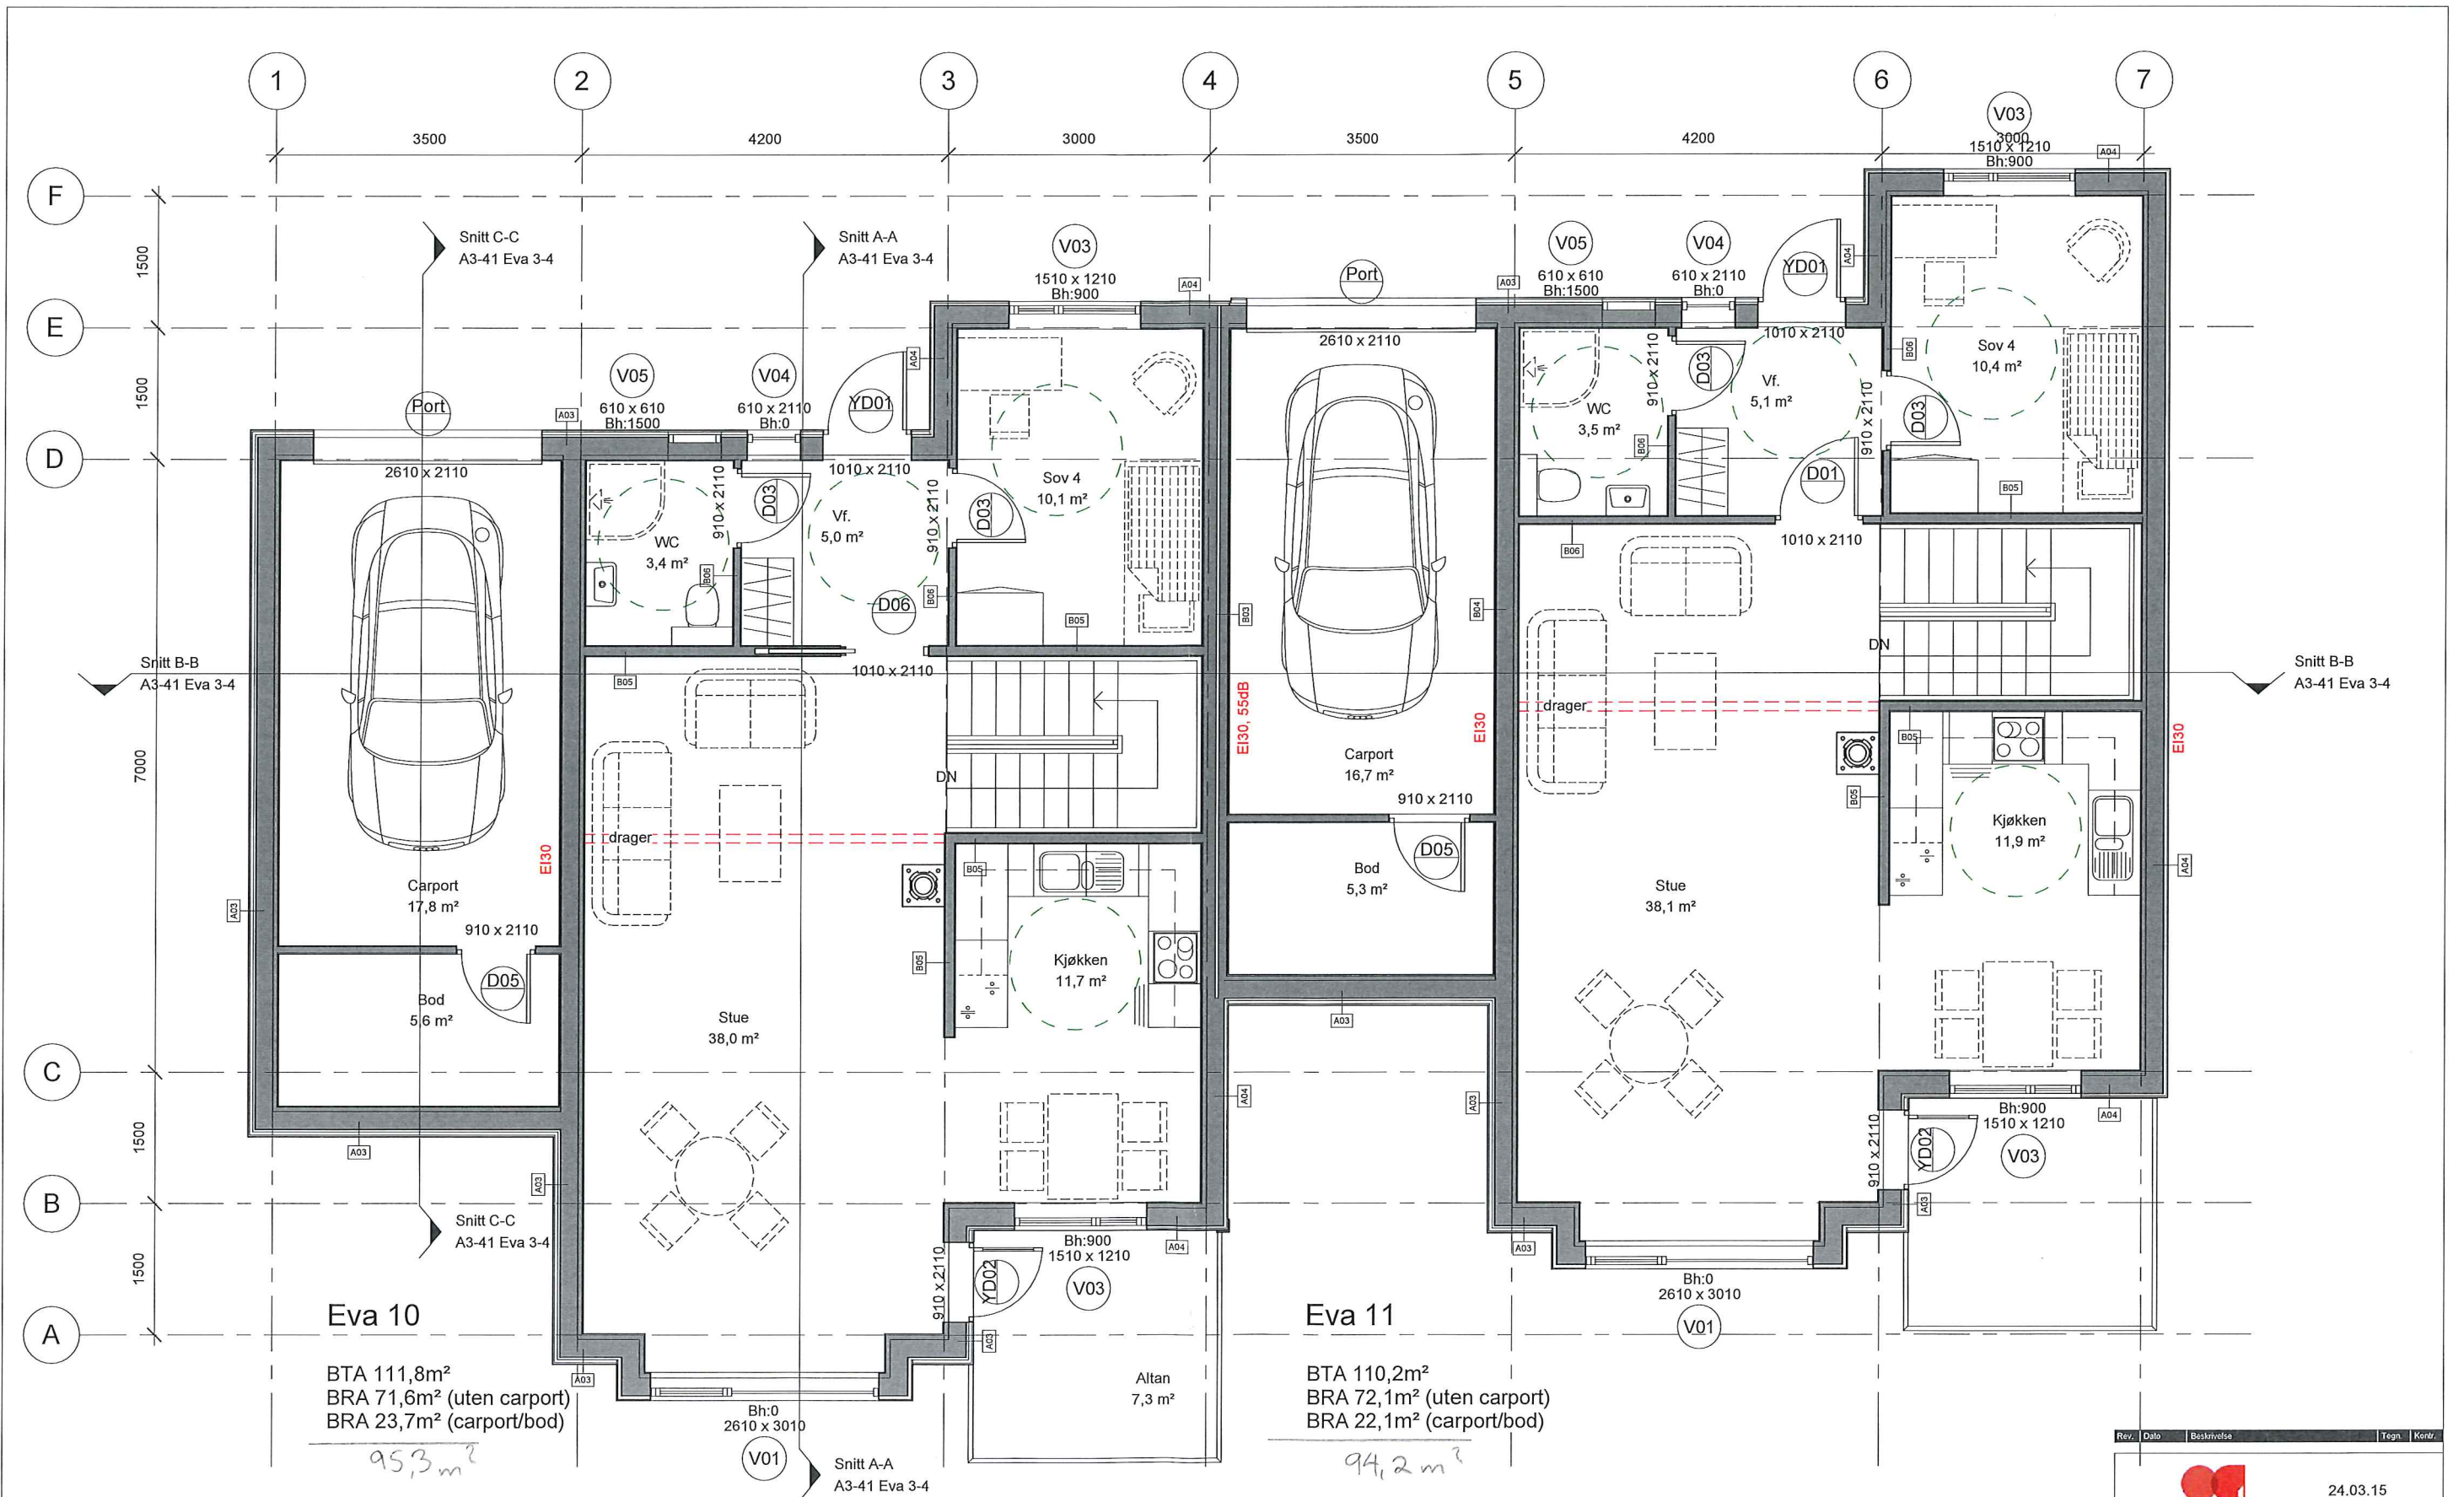 1
2
3
4
5
6
7
3500
4200
3000
3500
4200
3000
V03
1510 x 1210
Bh:900
A04
F
E
D
C
B
A
1500
1500
7000
1500
1500
Snitt C-C
A3-41 Eva 3-4
Snitt A-A
A3-41 Eva 3-4
V03
1510 x 1210
Bh:900
A04
Port
A03
V05
610 x 610
Bh:1500
V04
610 x 2110
Bh:0
YD01
A04
Port
A03
V05
610 x 610
Bh:1500
V04
610 x 2110
Bh:0
YD01
A04
2610 x 2110
1010 x 2110
910 x 2110
D03
WC
3,4 m²
B06
Vf.
5,0 m²
910 x 2110
D03
D06
B06
Sov 4
10,1 m²
B05
B05
1010 x 2110
2610 x 2110
1010 x 2110
910 x 2110
D03
WC
3,5 m²
B06
Vf.
5,1 m²
910 x 2110
D03
B06
Sov 4
10,4 m²
D01
B05
B06
1010 x 2110
B03
B04
Snitt B-B
A3-41 Eva 3-4
Snitt B-B
A3-41 Eva 3-4
DN
DN
drager
drager
EI30
EI30, 55dB
EI30
EI30
Carport
17,8 m²
910 x 2110
D05
Bod
5,6 m²
A03
A03
A03
Stue
38,0 m²
B05
B05
Kjøkken
11,7 m²
Carport
16,7 m²
910 x 2110
D05
Bod
5,3 m²
A03
A04
A03
Stue
38,1 m²
B05
B05
Kjøkken
11,9 m²
A04
Snitt C-C
A3-41 Eva 3-4
Bh:900
1510 x 1210
V03
A04
910 x 2110
YD02
A03
A03
Bh:0
2610 x 3010
V01
Snitt A-A
A3-41 Eva 3-4
Altan
7,3 m²
Bh:900
1510 x 1210
V03
A04
910 x 2110
YD02
A03
A03
Bh:0
2610 x 3010
V01
Eva 10
BTA 111,8m²
BRA 71,6m² (uten carport)
BRA 23,7m² (carport/bod)
95,3 m²
Eva 11
BTA 110,2m²
BRA 72,1m² (uten carport)
BRA 22,1m² (carport/bod)
94,2 m²
Rev. Dato Beskrivelse Tegn. Kontr.
24.03.15